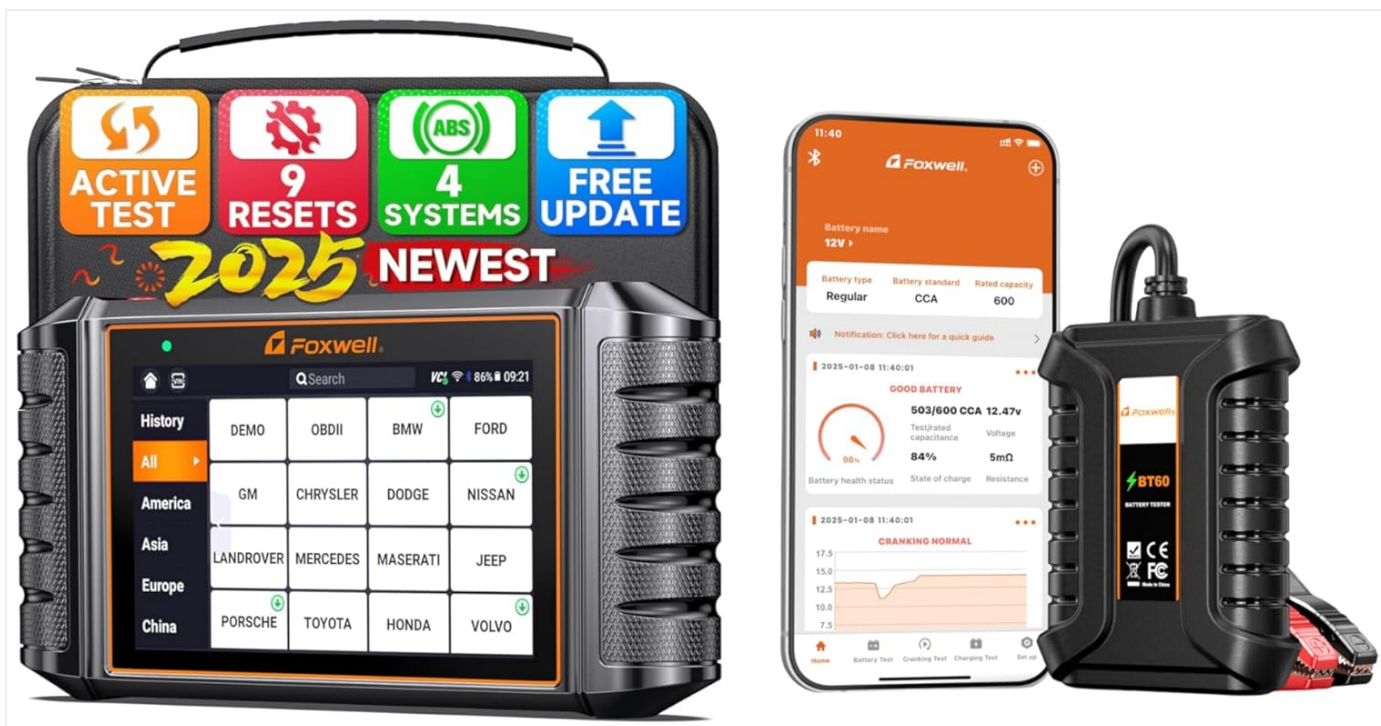 ACTIVE
TEST
9
RESETS
ABS
4
SYSTEMS
FREE
UPDATE
2025 NEWEST
Foxwell®
VIN
Search
VCI 86% 09:21
History
All
America
Asia
Europe
China
DEMO OBDII BMW FORD
GM CHRYSLER DODGE NISSAN
LANDROVER MERCEDES MASERATI JEEP
PORSCHE TOYOTA HONDA VOLVO
11:40
Foxwell®
Battery name
12V
Battery type Battery standard Rated capacity
Regular CCA 600
Notification: Click here for a quick guide
2025-01-08 11:40:01
GOOD BATTERY
503/600 CCA 12.47v
Test/rated
capacitance
Voltage
98%
84% 5mΩ
Battery health status State of charge Resistance
2025-01-08 11:40:01
CRANKING NORMAL
17.5
15.0
12.5
10.0
7.5
Home Battery Test Cranking Test Charging Test Set up
Foxwell®
BT60
BATTERY TESTER
CE
FC
Made in China